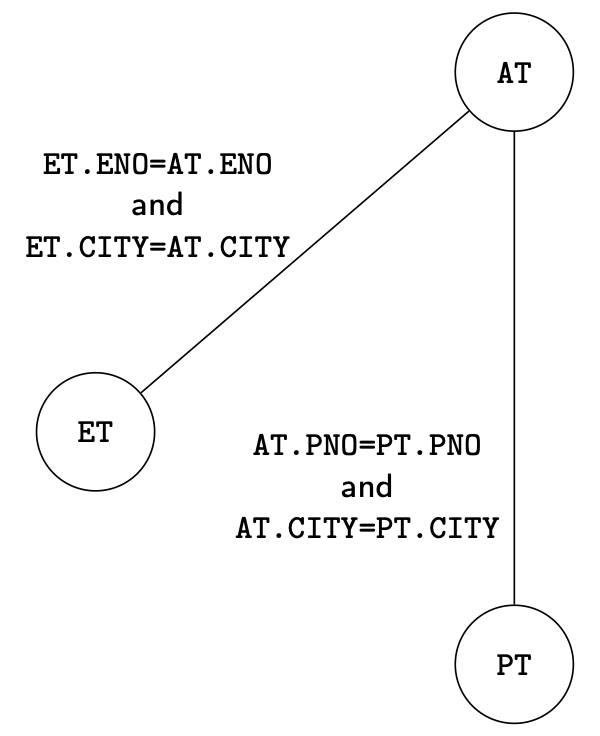 AT
ET.ENO=AT.ENO
and
ET.CITY=AT.CITY
ET
AT.PNO=PT.PNO
and
AT.CITY=PT.CITY
PT